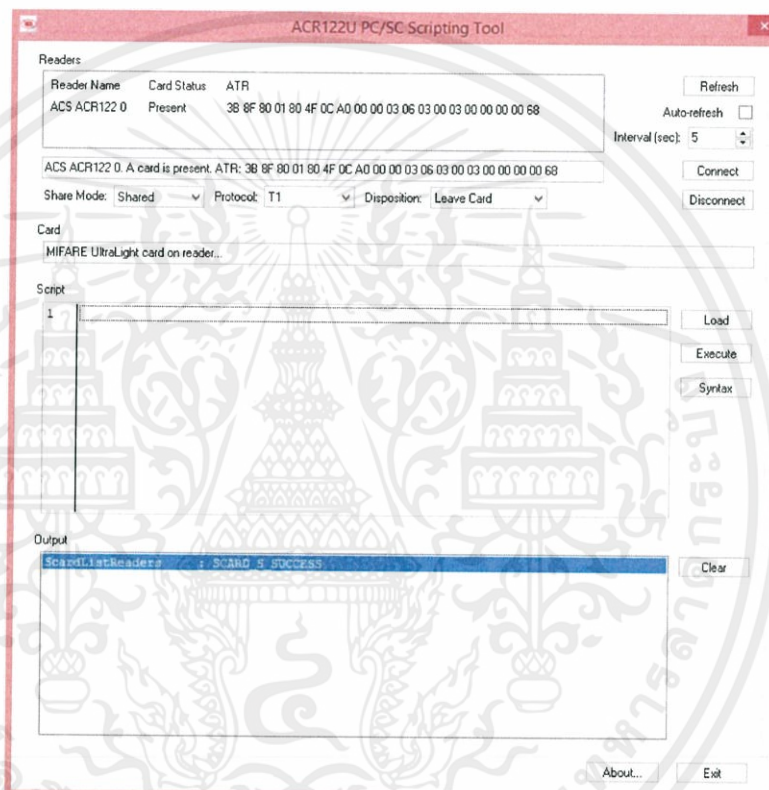 ACR122U PC/SC Scripting Tool
Readers
Reader Name Card Status ATR
ACS ACR122 0 Present 3B 8F 80 01 80 4F 0C A0 00 00 03 06 03 00 03 00 00 00 00 68
Refresh
Auto-refresh
Interval (sec): 5
ACS ACR122 0. A card is present. ATR: 3B 8F 80 01 80 4F 0C A0 00 00 03 06 03 00 03 00 00 00 00 68
Connect
Share Mode: Shared Protocol: T1 Disposition: Leave Card
Disconnect
Card
MIFARE UltraLight card on reader...
Script
1
Load
Execute
Syntax
Output
ScardListReaders : SCARD_S_SUCCESS
Clear
About... Exit